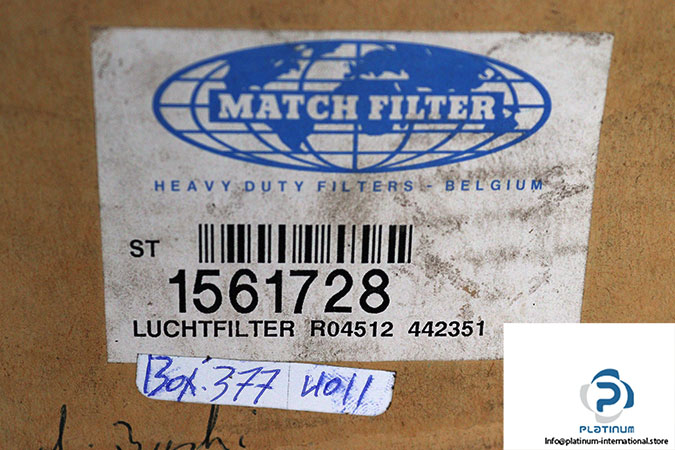 MATCH FILTER
HEAVY DUTY FILTERS - BELGIUM
ST
1561728
LUCHTFILTER R04512 442351
Box. 377 4011
PLATINUM
Info@platinum-international.store